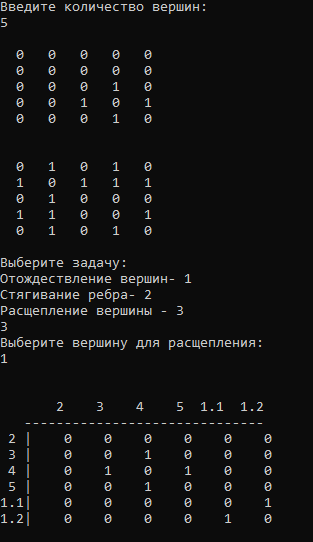 Введите количество вершин:
5
0 0 0 0 0
0 0 0 0 0
0 0 0 1 0
0 0 1 0 1
0 0 0 1 0
0 1 0 1 0
1 0 1 1 1
0 1 0 0 0
1 1 0 0 1
0 1 0 1 0
Выберите задачу:
Отождествление вершин- 1
Стягивание ребра- 2
Расщепление вершины - 3
3
Выберите вершину для расщепления:
1
2 3 4 5 1.1 1.2
------------------------------
2 | 0 0 0 0 0 0
3 | 0 0 1 0 0 0
4 | 0 1 0 1 0 0
5 | 0 0 1 0 0 0
1.1| 0 0 0 0 0 1
1.2| 0 0 0 0 1 0